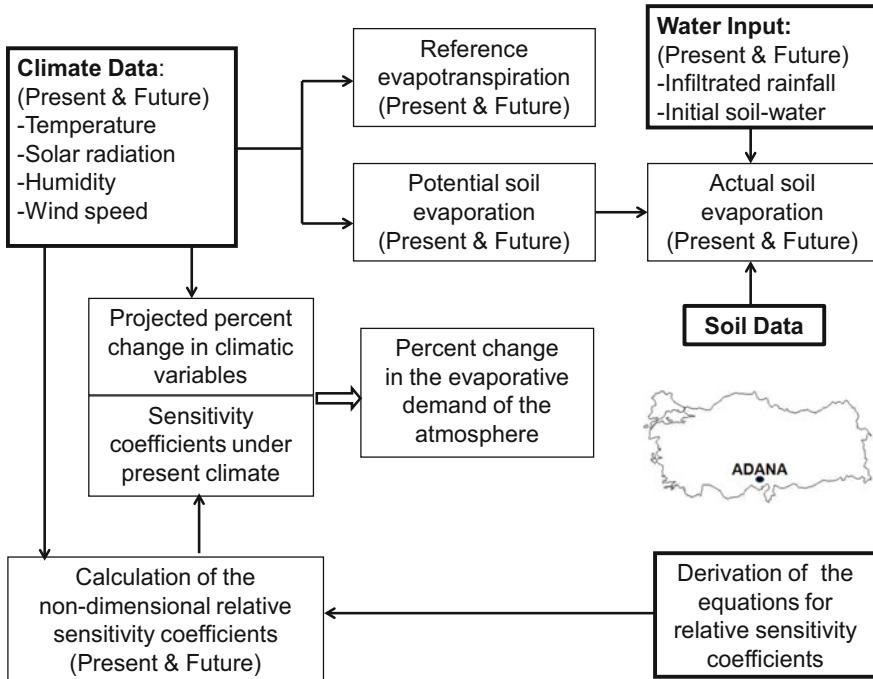 Climate Data:
(Present & Future)
-Temperature
-Solar radiation
-Humidity
-Wind speed
Reference
evapotranspiration
(Present & Future)
Water Input:
(Present & Future)
-Infiltrated rainfall
-Initial soil-water
Potential soil
evaporation
(Present & Future)
Actual soil
evaporation
(Present & Future)
Soil Data
Projected percent
change in climatic
variables
Sensitivity
coefficients under
present climate
Percent change
in the evaporative
demand of the
atmosphere
ADANA
Calculation of the
non-dimensional relative
sensitivity coefficients
(Present & Future)
Derivation of the
equations for
relative sensitivity
coefficients